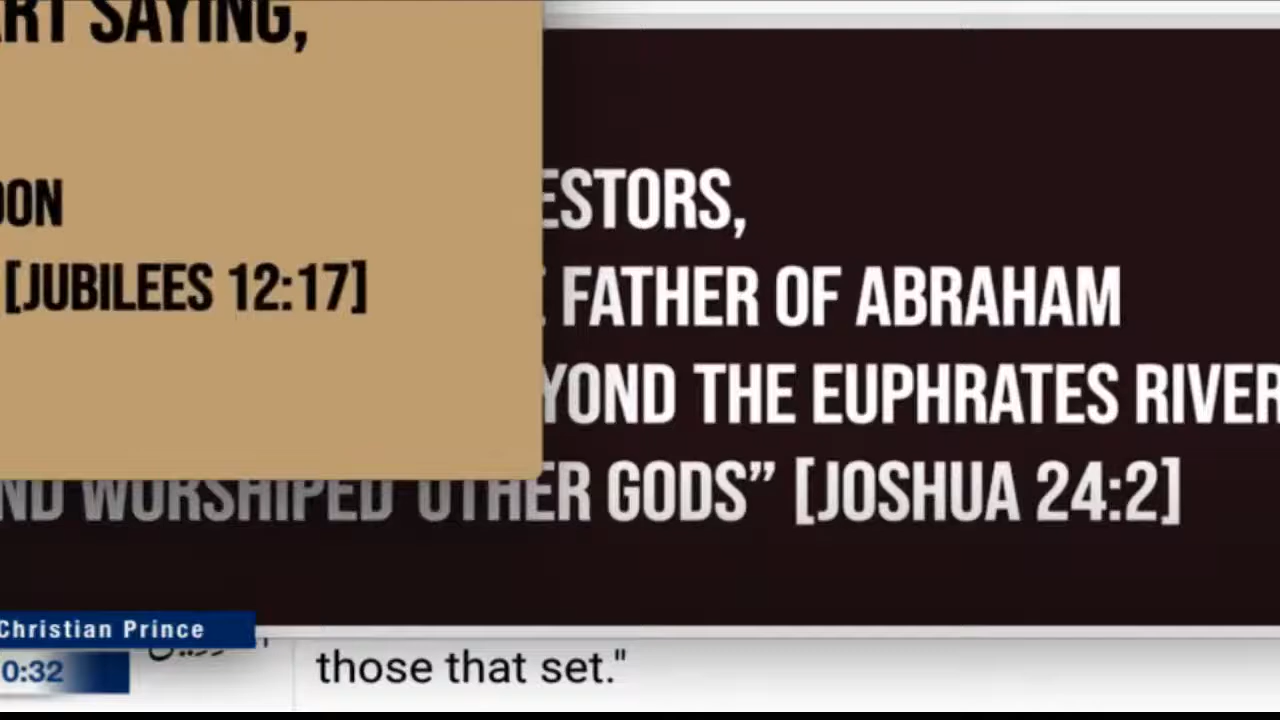 RT SAYING,
OON
[JUBILEES 12:17]
ESTORS,
FATHER OF ABRAHAM
YOND THE EUPHRATES RIVER
ND WORSHIPED OTHER GODS” [JOSHUA 24:2]
Christian Prince
0:32
those that set."